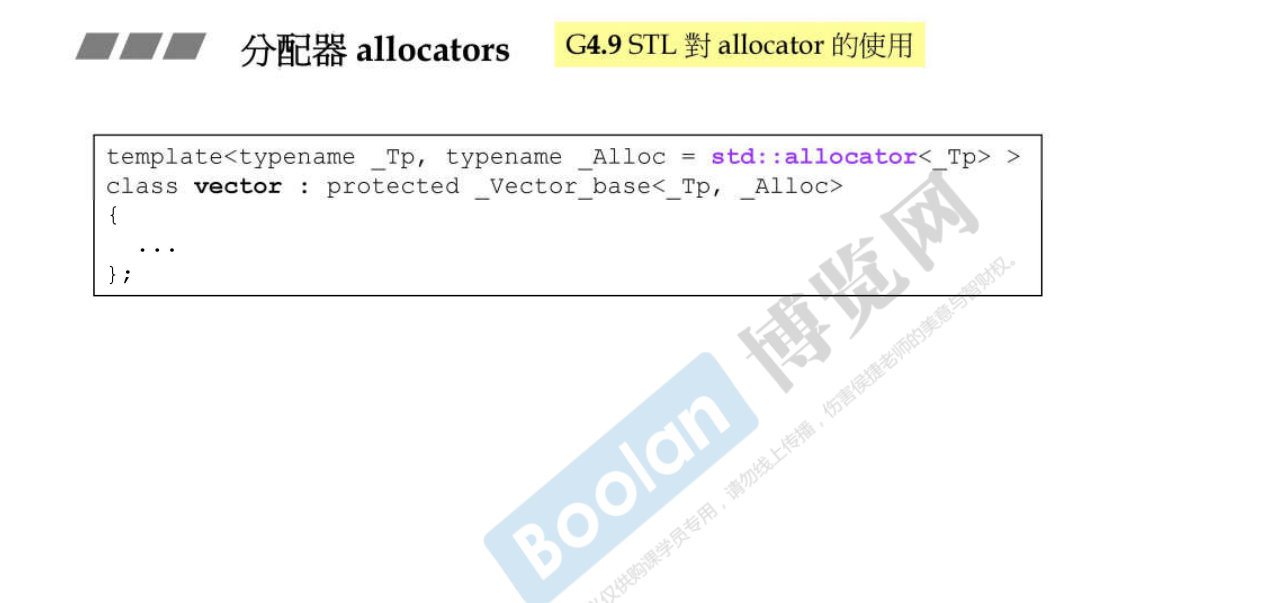 分配器 allocators
G4.9 STL 對 allocator 的使用
template<typename _Tp, typename _Alloc = std::allocator<_Tp> >
class vector : protected _Vector_base<_Tp, _Alloc>
{
...
};
Boolan 博览网
仅供购课学员专用，请勿线上传播，伤害侯捷老师的美意与智财权。